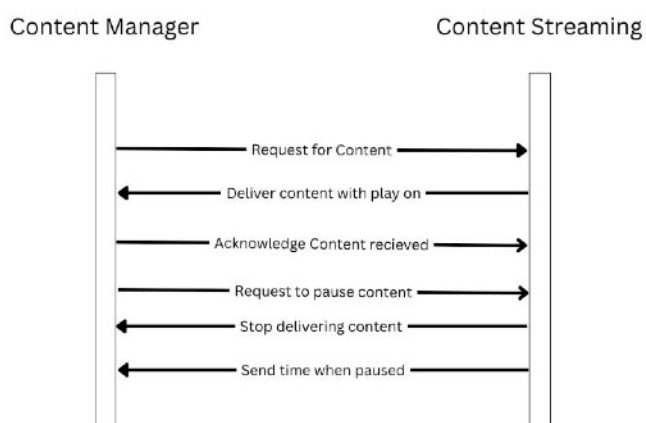 Content Manager
Content Streaming
Request for Content
Deliver content with play on
Acknowledge Content recieved
Request to pause content
Stop delivering content
Send time when paused